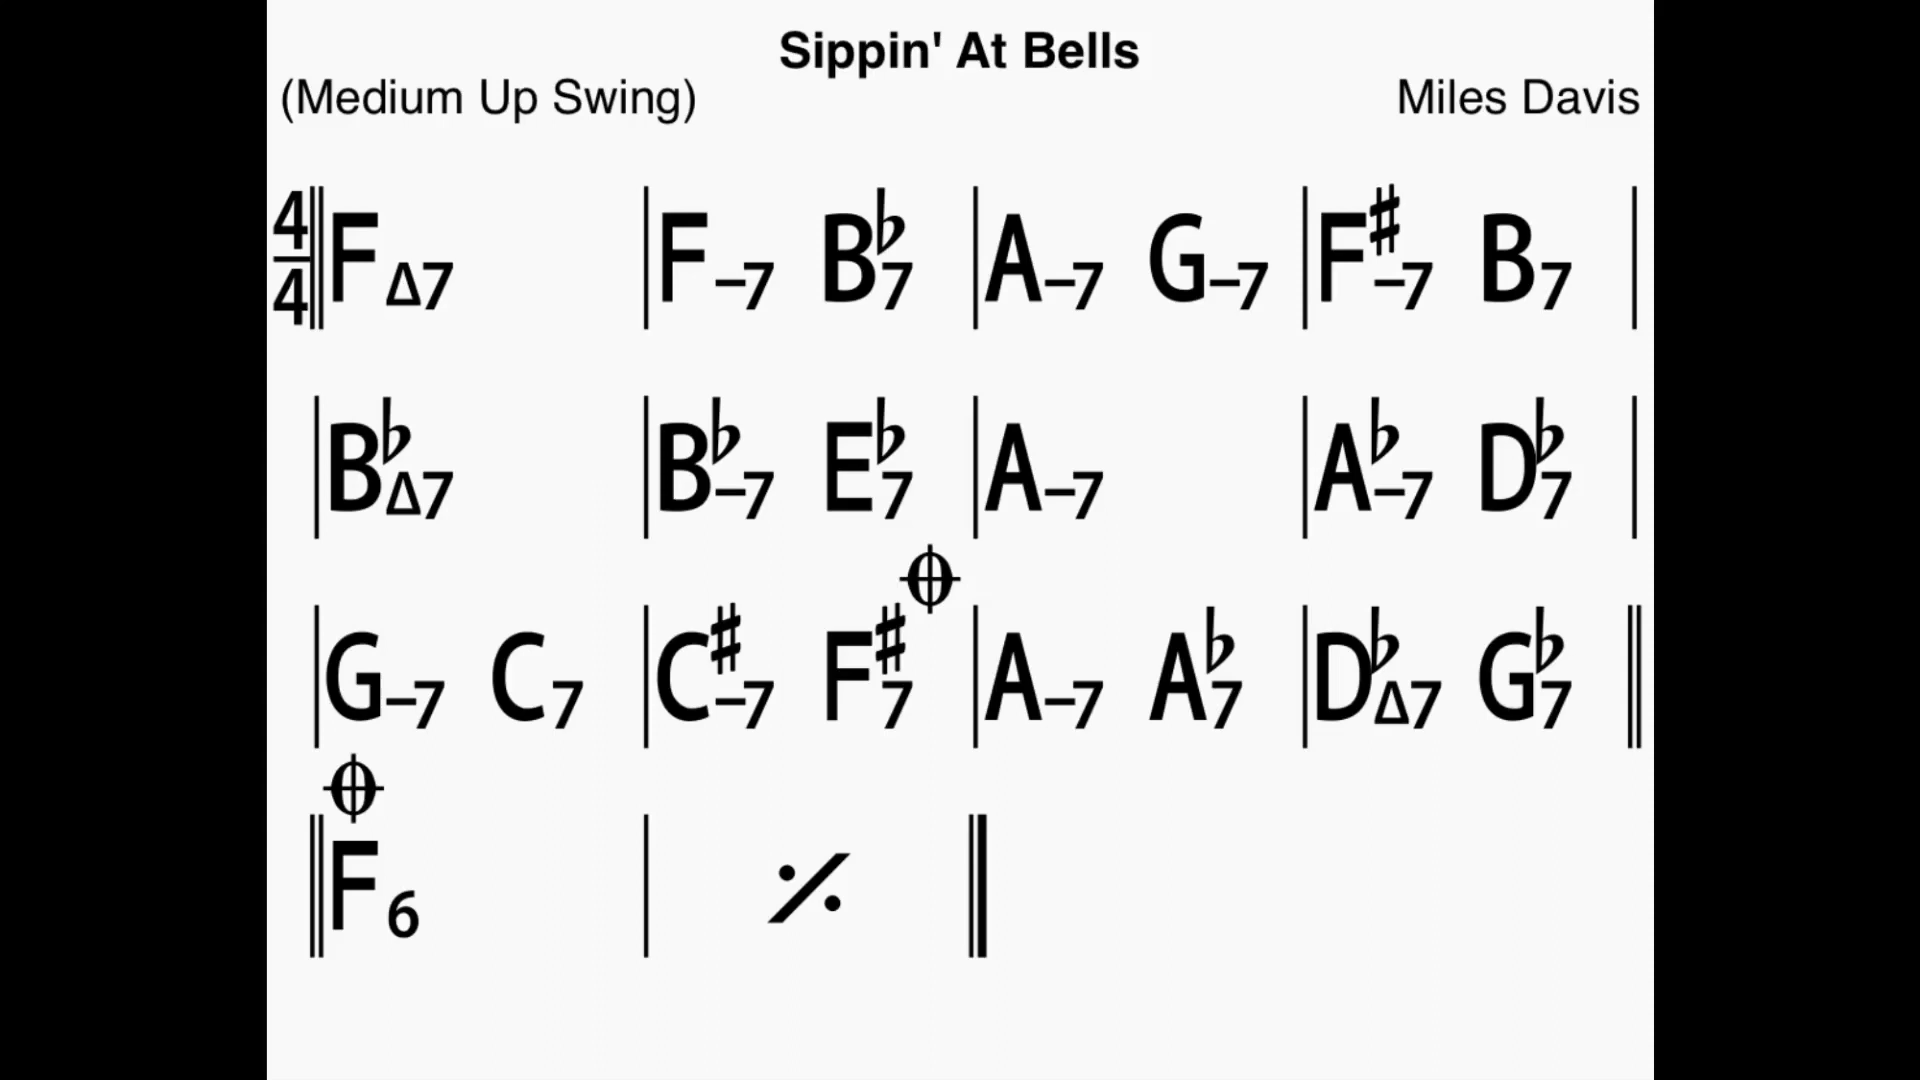 Sippin' At Bells
(Medium Up Swing) Miles Davis
4/4 FΔ7 | F–7 B♭7 | A–7 G–7 | F♯–7 B7 |
B♭Δ7 | B♭–7 E♭7 | A–7 | A♭–7 D♭7 |
G–7 C7 | C♯–7 F♯7 | A–7 A♭7 | D♭Δ7 G♭7
F6 | 𝄎